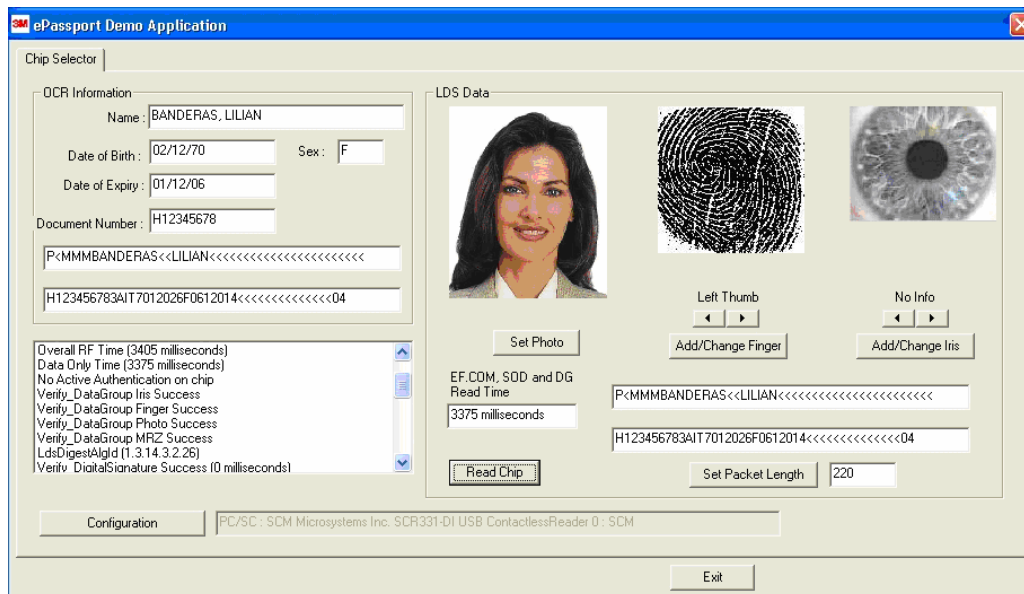 3M ePassport Demo Application
Chip Selector
OCR Information
Name : BANDERAS, LILIAN
Date of Birth : 02/12/70 Sex : F
Date of Expiry : 01/12/06
Document Number : H12345678
P<MMMBANDERAS<<LILIAN<<<<<<<<<<<<<<<<<<<<<<<
H123456783AIT7012026F0612014<<<<<<<<<<<<<<04
Overall RF Time (3405 milliseconds)
Data Only Time (3375 milliseconds)
No Active Authentication on chip
Verify_DataGroup Iris Success
Verify_DataGroup Finger Success
Verify_DataGroup Photo Success
Verify_DataGroup MRZ Success
LdsDigestAlgId (1.3.14.3.2.26)
Verify_DigitalSignature Success (0 milliseconds)
LDS Data
Set Photo
Left Thumb
Add/Change Finger
No Info
Add/Change Iris
EF.COM, SOD and DG
Read Time
3375 milliseconds
P<MMMBANDERAS<<LILIAN<<<<<<<<<<<<<<<<<<<<<<<
H123456783AIT7012026F0612014<<<<<<<<<<<<<<04
Read Chip
Set Packet Length 220
Configuration PC/SC : SCM Microsystems Inc. SCR331-DI USB ContactlessReader 0 : SCM
Exit